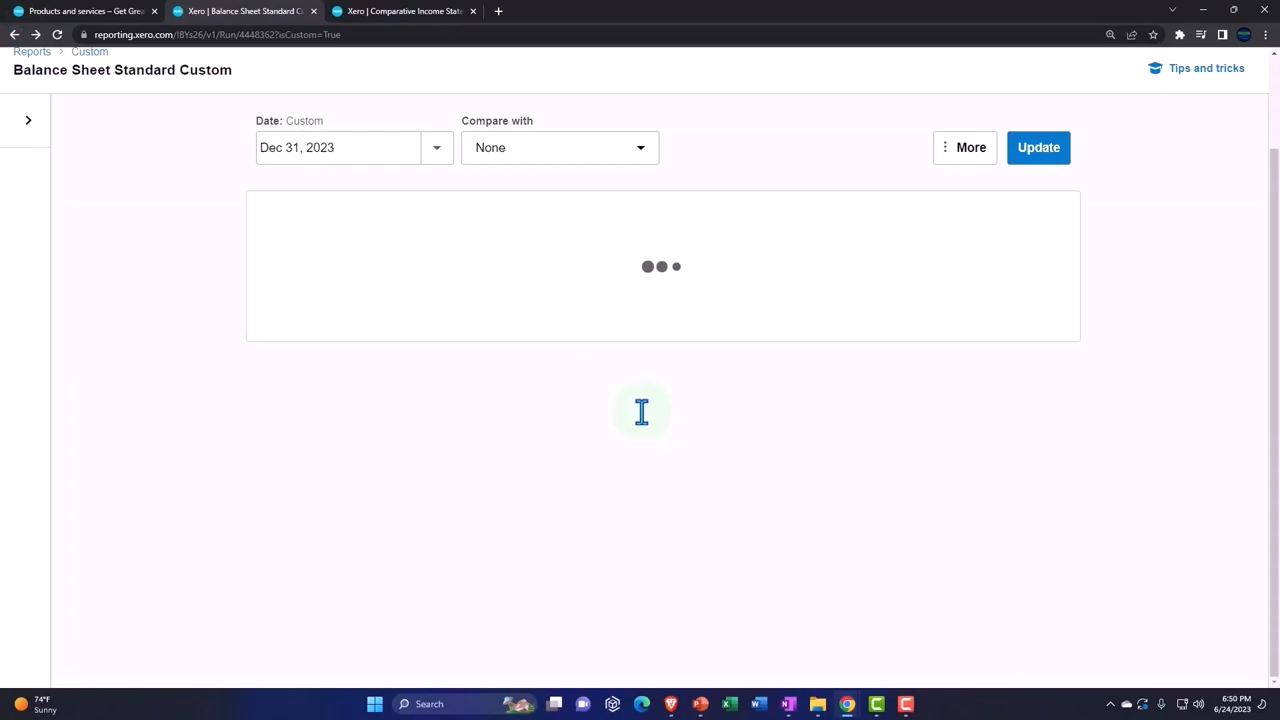 Products and services – Get Grea
Xero | Balance Sheet Standard Cu
Xero | Comparative Income State
reporting.xero.com/!BYs26/v1/Run/4448362?isCustom=True
Reports > Custom
Balance Sheet Standard Custom
Tips and tricks
Date: Custom
Compare with
Dec 31, 2023
None
More
Update
74°F
Sunny
Search
6:50 PM
6/24/2023